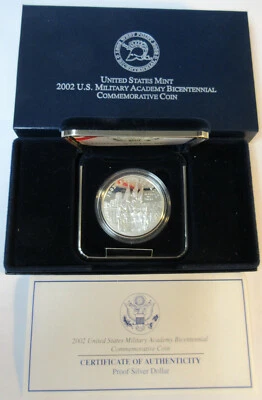 UNITED STATES MINT
2002 U.S. MILITARY ACADEMY BICENTENNIAL
COMMEMORATIVE COIN
2002 United States Military Academy Bicentennial
Commemorative Coin
CERTIFICATE OF AUTHENTICITY
Proof Silver Dollar